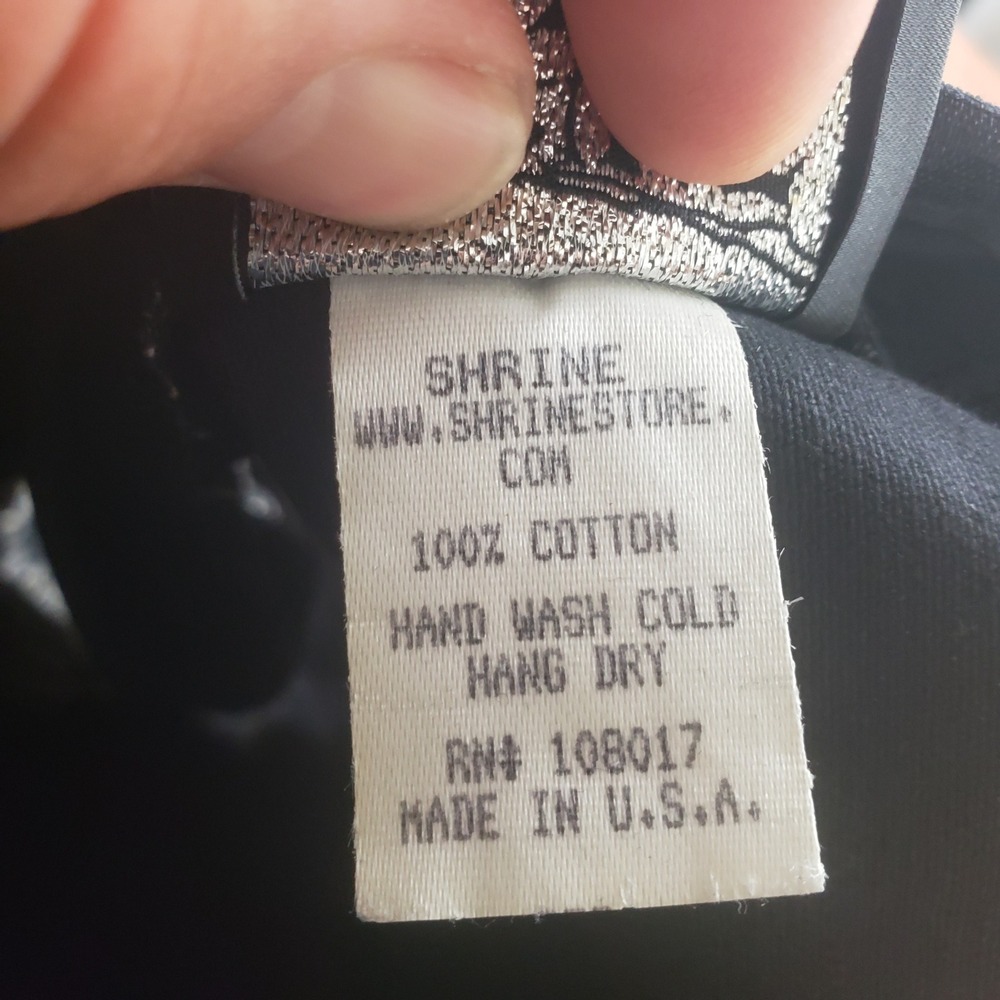 SHRINE
WWW.SHRINESTORE.
COM
100% COTTON
HAND WASH COLD
HANG DRY
RN# 108017
MADE IN U.S.A.